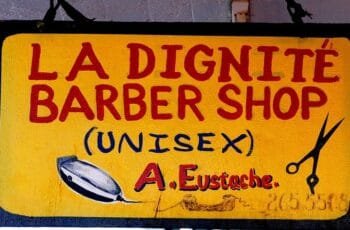 LA DIGNITÉ
BARBER SHOP
(UNISEX)
A. Eustache.